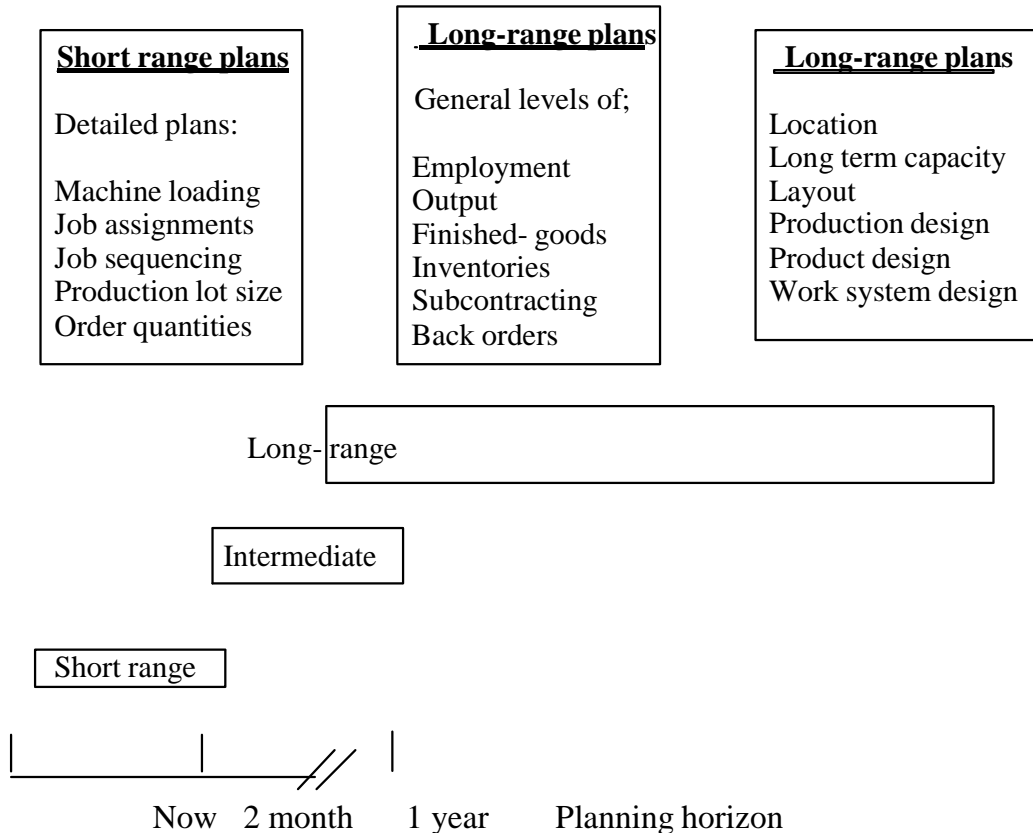 Short range plans
Detailed plans:
Machine loading
Job assignments
Job sequencing
Production lot size
Order quantities
Long-range plans
General levels of;
Employment
Output
Finished- goods
Inventories
Subcontracting
Back orders
Long-range plans
Location
Long term capacity
Layout
Production design
Product design
Work system design
Long- range
Intermediate
Short range
Now 2 month 1 year Planning horizon